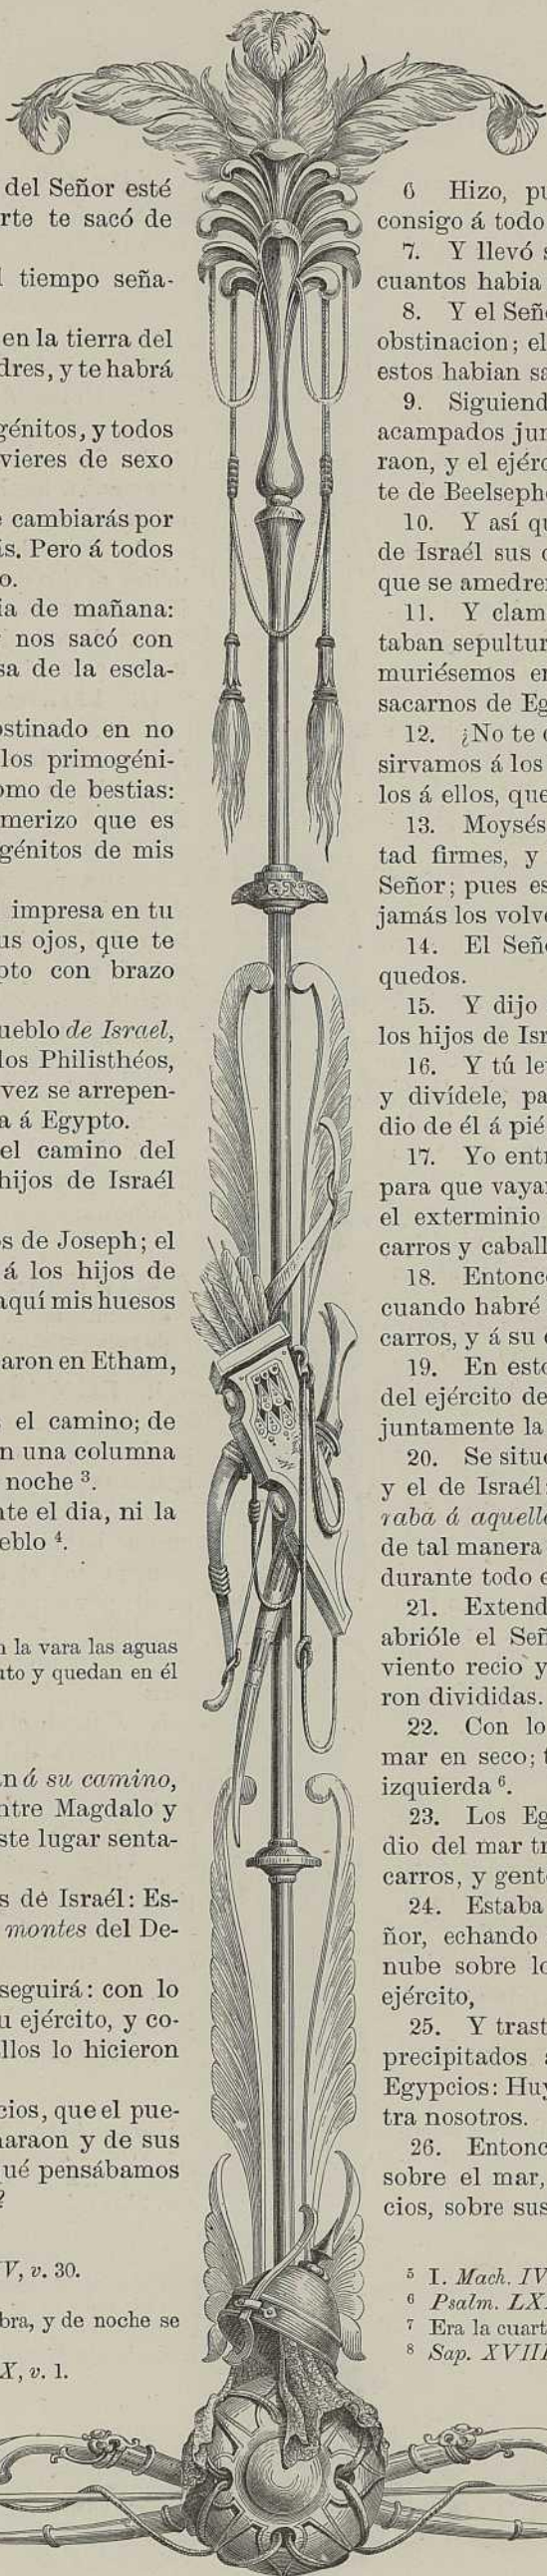 del Señor esté
rte te sacó de
tiempo seña-
en la tierra del
dres, y te habrá
génitos, y todos
vieres de sexo
cambiarás por
s. Pero á todos
o.
ia de mañana:
nos sacó con
sa de la escla-
stinado en no
los primogéni-
omo de bestias:
merizo que es
génitos de mis
impresa en tu
us ojos, que te
pto con brazo
ueblo de Israel,
los Philisthéos,
vez se arrepen-
a á Egypto.
el camino del
hijos de Israél
os de Joseph; el
á los hijos de
aquí mis huesos
aron en Etham,
el camino; de
n una columna
noche ³.
nte el dia, ni la
eblo ⁴.
n la vara las aguas
uto y quedan en él
n á su camino,
ntre Magdalo y
ste lugar senta-
s de Israél: Es-
montes del De-
seguirá: con lo
u ejército, y co-
llos lo hicieron
cios, que el pue-
haraon y de sus
ué pensábamos
?
V, v. 30.
bra, y de noche se
X, v. 1.
6 Hizo, pu
consigo á todo
7. Y llevó s
cuantos habia
8. Y el Seño
obstinacion; el
estos habian sa
9. Siguiend
acampados jun
raon, y el ejérc
te de Beelsepho
10. Y así qu
de Israél sus o
que se amedre
11. Y clam
taban sepultur
muriésemos en
sacarnos de Eg
12. ¿No te d
sirvamos á los
los á ellos, que
13. Moysés
tad firmes, y
Señor; pues es
jamás los volve
14. El Seño
quedos.
15. Y dijo
los hijos de Isr
16. Y tú le
y divídele, pa
dio de él á pié
17. Yo entr
para que vayan
el exterminio
carros y caball
18. Entonce
cuando habré
carros, y á su c
19. En esto
del ejército de
juntamente la
20. Se situó
y el de Israél:
raba á aquello
de tal manera
durante todo e
21. Extend
abrióle el Señ
viento recio y
ron divididas.
22. Con lo
mar en seco; t
izquierda ⁶.
23. Los Eg
dio del mar tr
carros, y gente
24. Estaba
ñor, echando
nube sobre lo
ejército,
25. Y trast
precipitados a
Egypcios: Huy
tra nosotros.
26. Entonc
sobre el mar,
cios, sobre sus
⁵ I. Mach. IV
⁶ Psalm. LX
⁷ Era la cuart
⁸ Sap. XVIII